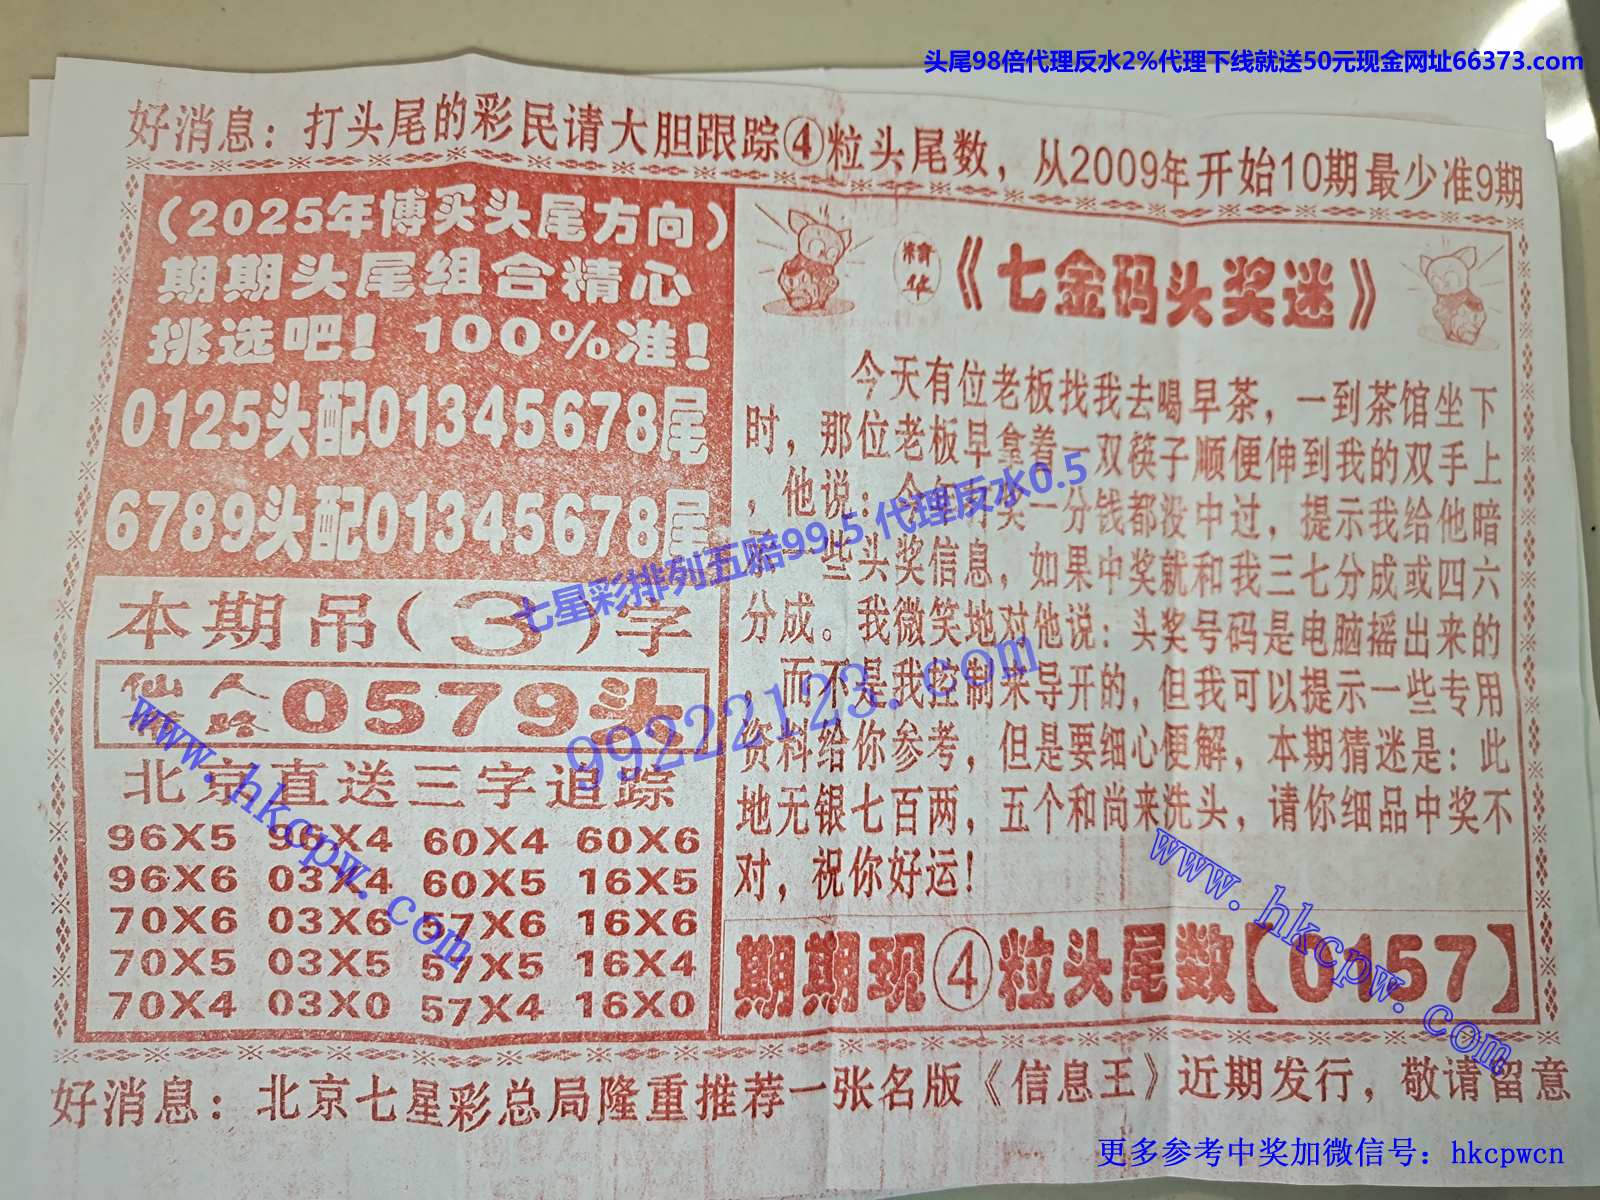 头尾98倍代理反水2%代理下线就送50元现金网址66373.com
好消息：打头尾的彩民请大胆跟踪④粒头尾数，从2009年开始10期最少准9期
（2025年博买头尾方向）
期期头尾组合精心
挑选吧！100%准！
0125头配01345678尾
6789头配01345678尾
本期吊（3）字
仙人 路 0579头
北京直送三字追踪
96X5 96X4 60X4 60X6
96X6 03X4 60X5 16X5
70X6 03X6 57X6 16X6
70X5 03X5 57X5 16X4
70X4 03X0 57X4 16X0
精华
《七金码头奖迷》
今天有位老板找我去喝早茶，一到茶馆坐下
时，那位老板早拿着一双筷子顺便伸到我的双手上
，他说：今年 一分钱都没中过，提示我给他暗
一些头奖信息，如果中奖就和我三七分成或四六
分成。我微笑地对他说：头奖号码是电脑摇出来的
，而不是我控制来导开的，但我可以提示一些专用
资料给你参考，但是要细心便解，本期猜迷是：此
地无银七百两，五个和尚来洗头，请你细品中奖不
对，祝你好运！
期期现④粒头尾数【0157】
好消息：北京七星彩总局隆重推荐一张名版《信息王》近期发行，敬请留意
七星彩排列五赔99.5 代理反水0.5
99222123.com
www.hkcpw.com
www.hkcpw.com
更多参考中奖加微信号：hkcpwcn